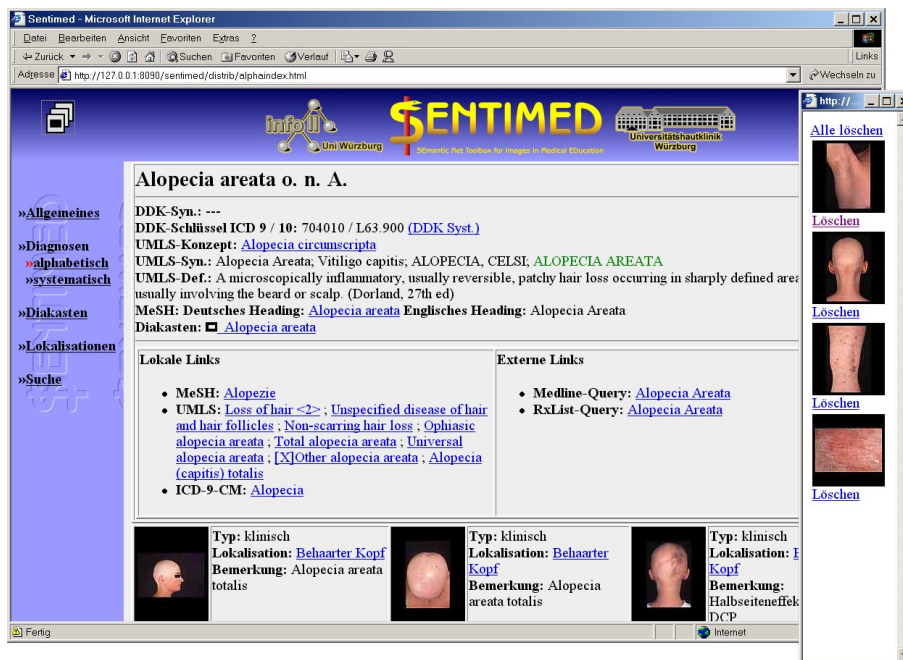 Sentimed - Microsoft Internet Explorer
Datei Bearbeiten Ansicht Favoriten Extras ?
Zurück Suchen Favoriten Verlauf Links
Adresse http://127.0.0.1:8090/sentimed/distrib/alphaindex.html Wechseln zu
info II Uni Würzburg
SENTIMED
SEmantic Net Toolbox for Images in Medical EDucation
Universitätshautklinik
Würzburg
»Allgemeines
»Diagnosen
»alphabetisch
»systematisch
»Diakasten
»Lokalisationen
»Suche
Alopecia areata o. n. A.
DDK-Syn.: ---
DDK-Schlüssel ICD 9 / 10: 704010 / L63.900 (DDK Syst.)
UMLS-Konzept: Alopecia circumscripta
UMLS-Syn.: Alopecia Areata; Vitiligo capitis; ALOPECIA, CELSI; ALOPECIA AREATA
UMLS-Def.: A microscopically inflammatory, usually reversible, patchy hair loss occurring in sharply defined area
usually involving the beard or scalp. (Dorland, 27th ed)
MeSH: Deutsches Heading: Alopecia areata Englisches Heading: Alopecia Areata
Diakasten: Alopecia areata
Lokale Links
• MeSH: Alopezie
• UMLS: Loss of hair <2> ; Unspecified disease of hair
and hair follicles ; Non-scarring hair loss ; Ophiasic
alopecia areata ; Total alopecia areata ; Universal
alopecia areata ; [X]Other alopecia areata ; Alopecia
(capitis) totalis
• ICD-9-CM: Alopecia
Externe Links
• Medline-Query: Alopecia Areata
• RxList-Query: Alopecia Areata
Typ: klinisch
Lokalisation: Behaarter Kopf
Bemerkung: Alopecia areata
totalis
Typ: klinisch
Lokalisation: Behaarter
Kopf
Bemerkung: Alopecia
areata totalis
Typ: klinisch
Lokalisation:
Kopf
Bemerkung:
Halbseiteneffek
DCP
Fertig
Internet
http://...
Alle löschen
Löschen
Löschen
Löschen
Löschen